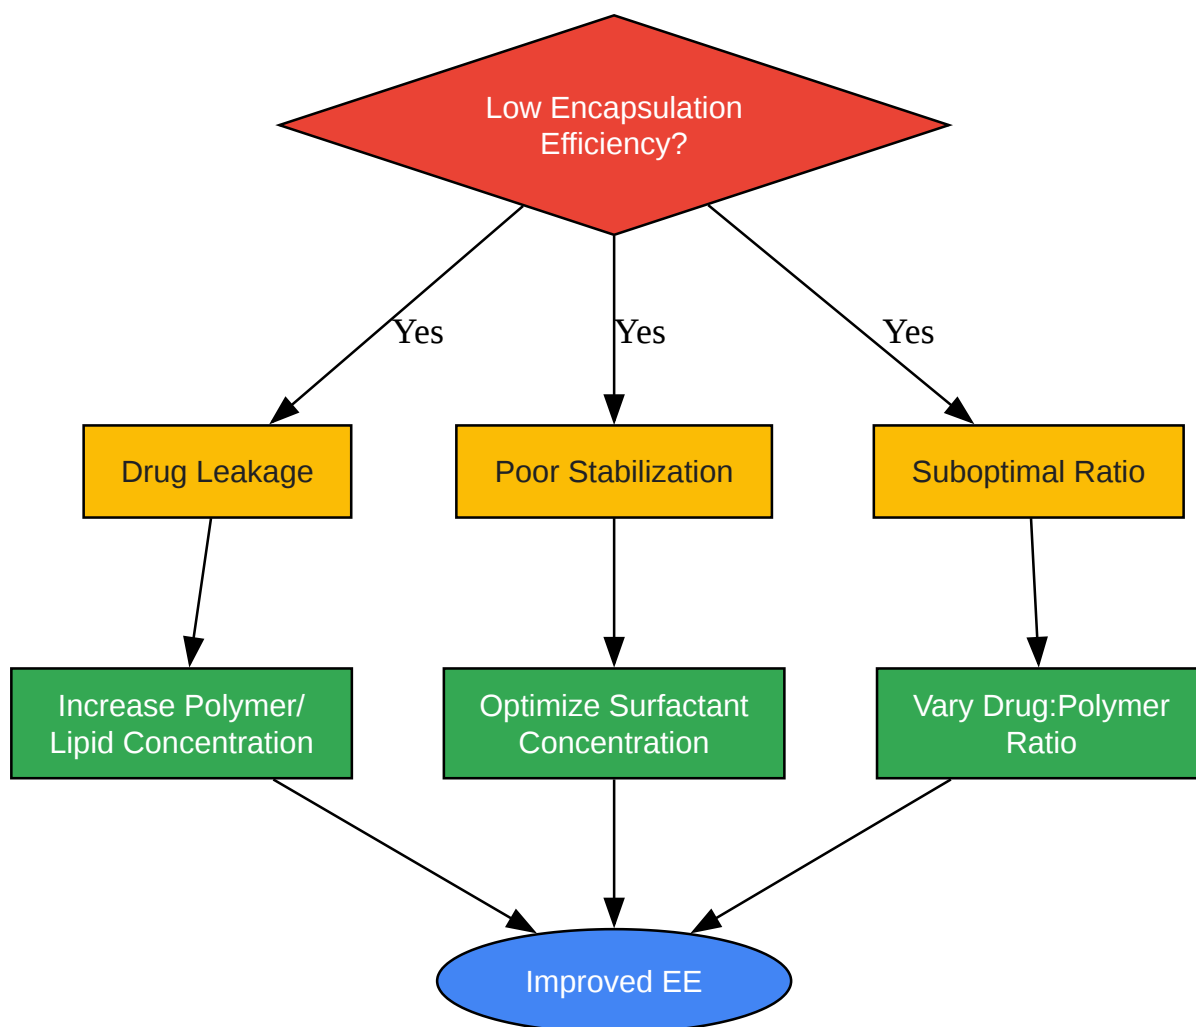 Low Encapsulation
Efficiency?
Yes
Yes
Yes
Drug Leakage
Poor Stabilization
Suboptimal Ratio
Increase Polymer/
Lipid Concentration
Optimize Surfactant
Concentration
Vary Drug:Polymer
Ratio
Improved EE